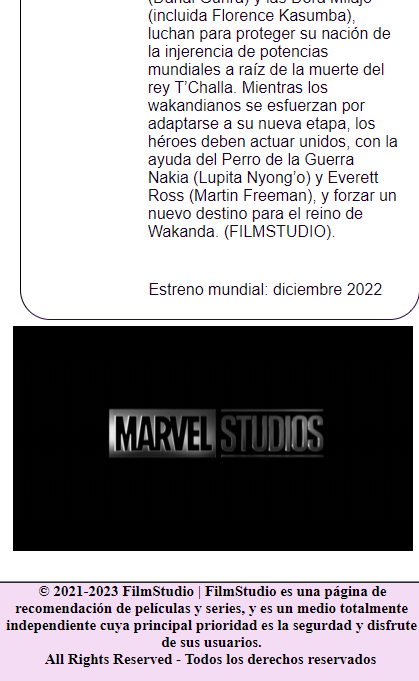 (Danai Gurira) y las Dora Milaje
(incluida Florence Kasumba),
luchan para proteger su nación de
la injerencia de potencias
mundiales a raíz de la muerte del
rey T’Challa. Mientras los
wakandianos se esfuerzan por
adaptarse a su nueva etapa, los
héroes deben actuar unidos, con la
ayuda del Perro de la Guerra
Nakia (Lupita Nyong’o) y Everett
Ross (Martin Freeman), y forzar un
nuevo destino para el reino de
Wakanda. (FILMSTUDIO).
Estreno mundial: diciembre 2022
MARVEL STUDIOS
© 2021-2023 FilmStudio | FilmStudio es una página de
recomendación de películas y series, y es un medio totalmente
independiente cuya principal prioridad es la segurdad y disfrute
de sus usuarios.
All Rights Reserved - Todos los derechos reservados